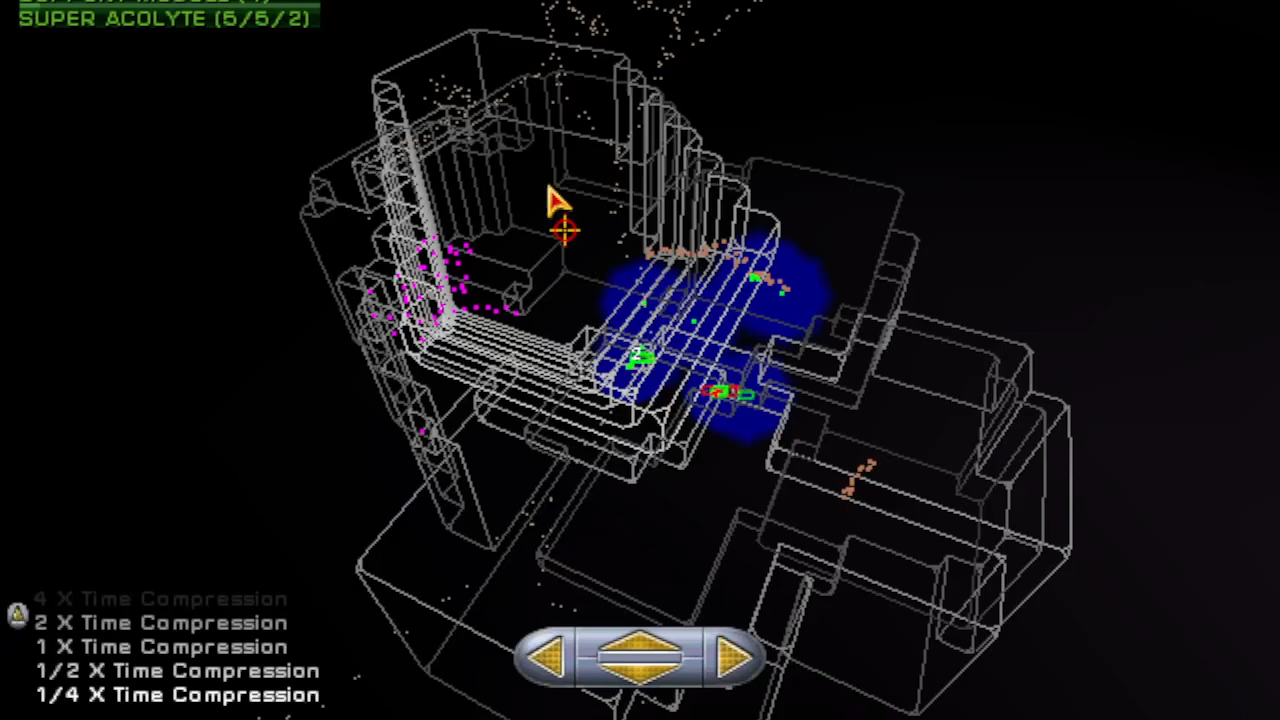 SUPER ACOLYTE (5/5/2)
4 X Time Compression
2 X Time Compression
1 X Time Compression
1/2 X Time Compression
1/4 X Time Compression